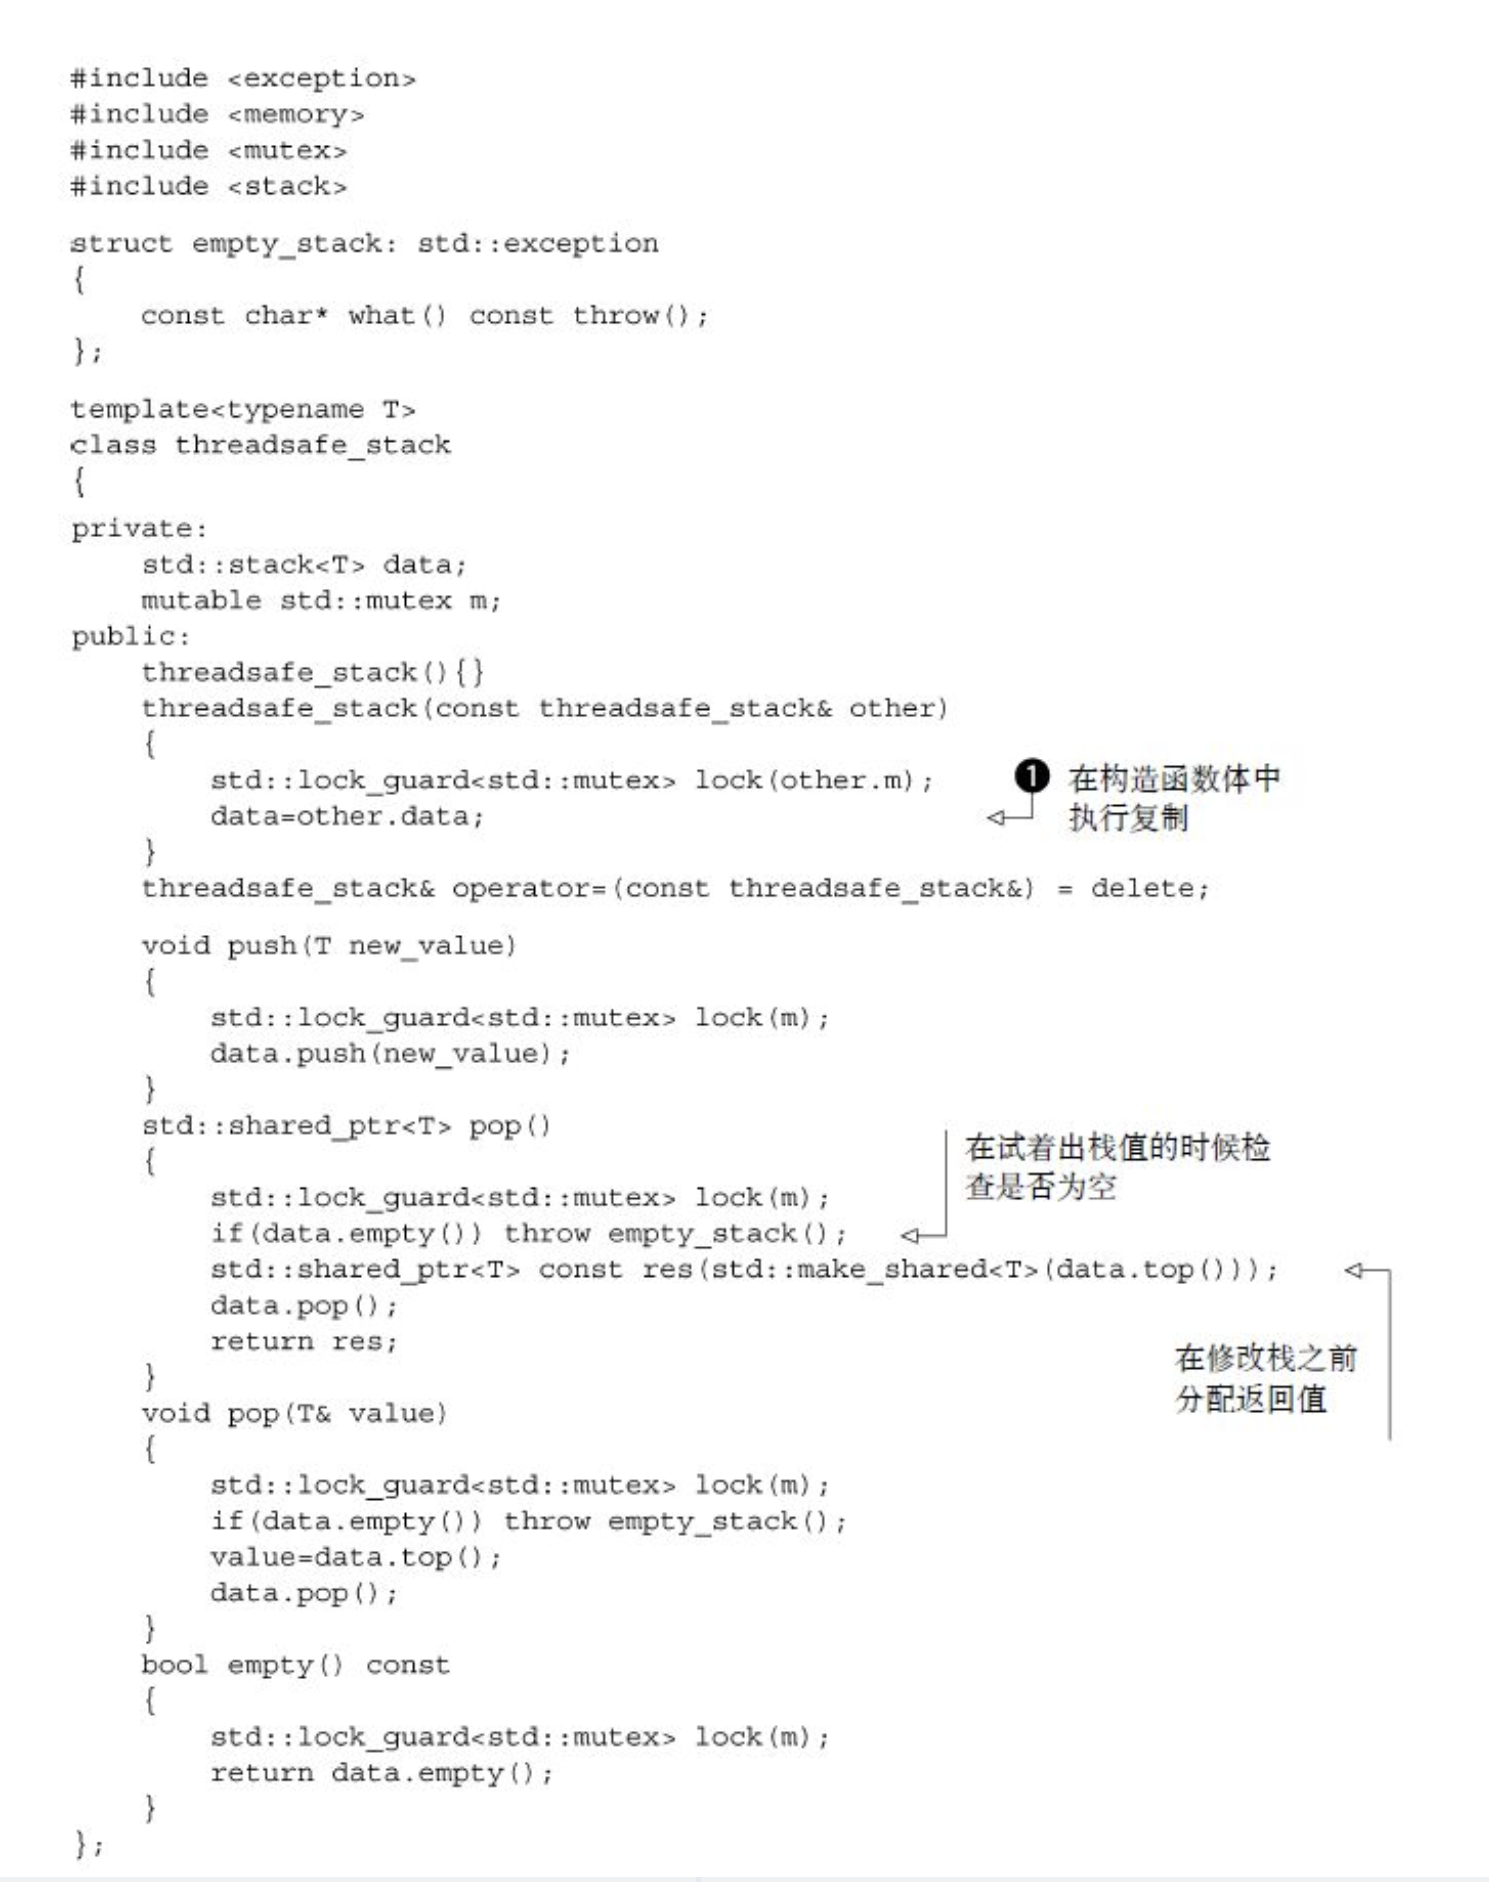 #include <exception>
#include <memory>
#include <mutex>
#include <stack>
struct empty_stack: std::exception
{
    const char* what() const throw();
};
template<typename T>
class threadsafe_stack
{
private:
    std::stack<T> data;
    mutable std::mutex m;
public:
    threadsafe_stack(){}
    threadsafe_stack(const threadsafe_stack& other)
    {
        std::lock_guard<std::mutex> lock(other.m);
        data=other.data;
❶ 在构造函数体中
执行复制
    }
    threadsafe_stack& operator=(const threadsafe_stack&) = delete;
    void push(T new_value)
    {
        std::lock_guard<std::mutex> lock(m);
        data.push(new_value);
    }
    std::shared_ptr<T> pop()
    {
在试着出栈值的时候检
查是否为空
        std::lock_guard<std::mutex> lock(m);
        if(data.empty()) throw empty_stack();
        std::shared_ptr<T> const res(std::make_shared<T>(data.top()));
        data.pop();
        return res;
在修改栈之前
分配返回值
    }
    void pop(T& value)
    {
        std::lock_guard<std::mutex> lock(m);
        if(data.empty()) throw empty_stack();
        value=data.top();
        data.pop();
    }
    bool empty() const
    {
        std::lock_guard<std::mutex> lock(m);
        return data.empty();
    }
};